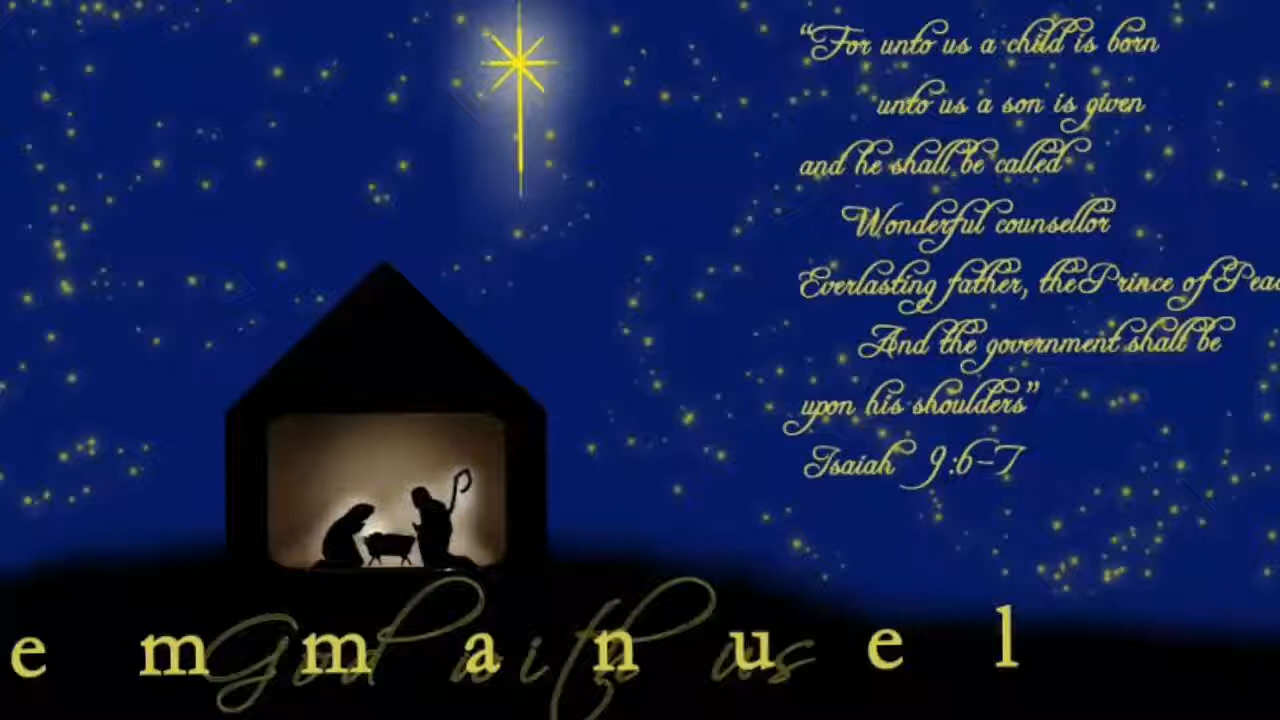 “For unto us a child is born
unto us a son is given
and he shall be called
Wonderful counsellor
Everlasting father, the Prince of Peac
And the government shall be
upon his shoulders”
Isaiah 9:6-7
emmanuel
God with us